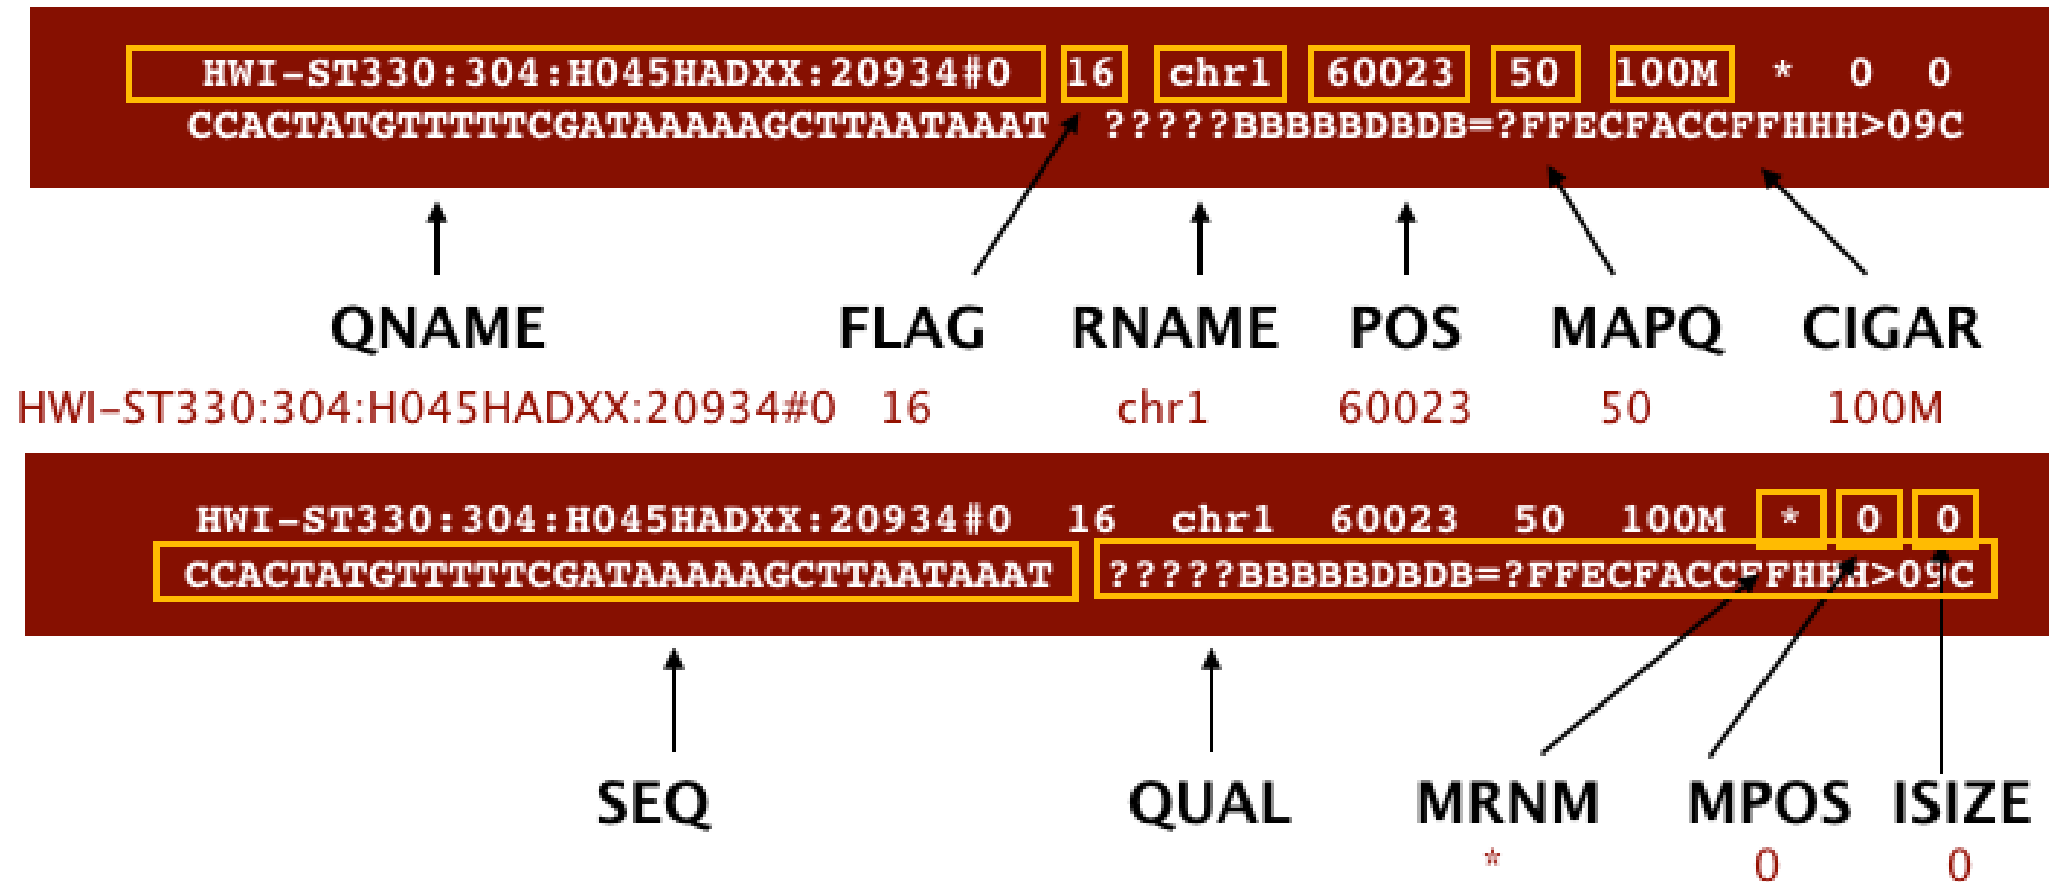 HWI-ST330:304:H045HADXX:20934#0 16 chr1 60023 50 100M * 0 0
CCACTATGTTTTTCGATAAAAAGCTTAATAAAT ?????BBBBBDBDB=?FFECFACCFFHHH>09C
QNAME FLAG RNAME POS MAPQ CIGAR
HWI-ST330:304:H045HADXX:20934#0 16 chr1 60023 50 100M
HWI-ST330:304:H045HADXX:20934#0 16 chr1 60023 50 100M * 0 0
CCACTATGTTTTTCGATAAAAAGCTTAATAAAT ?????BBBBBDBDB=?FFECFACCFFHHH>09C
SEQ QUAL MRNM MPOS ISIZE
* 0 0